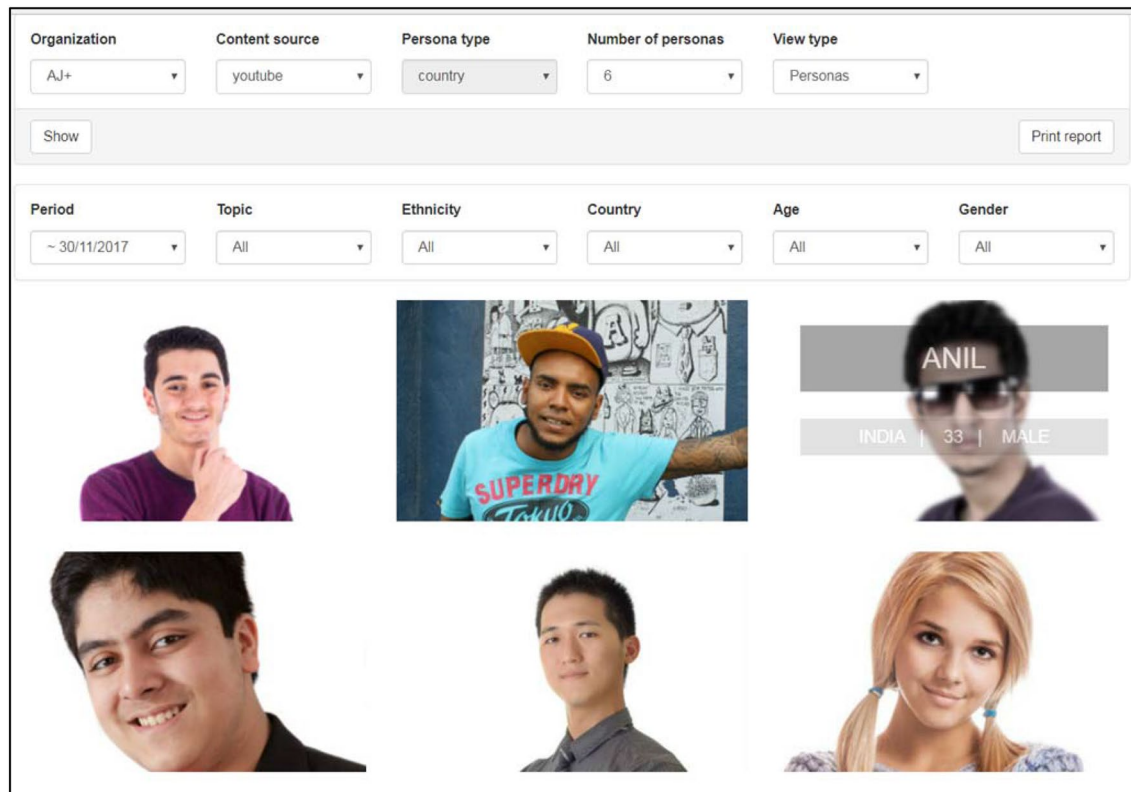 Organization Content source Persona type Number of personas View type
AJ+ youtube country 6 Personas
Show Print report
Period Topic Ethnicity Country Age Gender
~ 30/11/2017 All All All All All
ANIL
INDIA | 33 | MALE
SUPERDRY
Tokyo